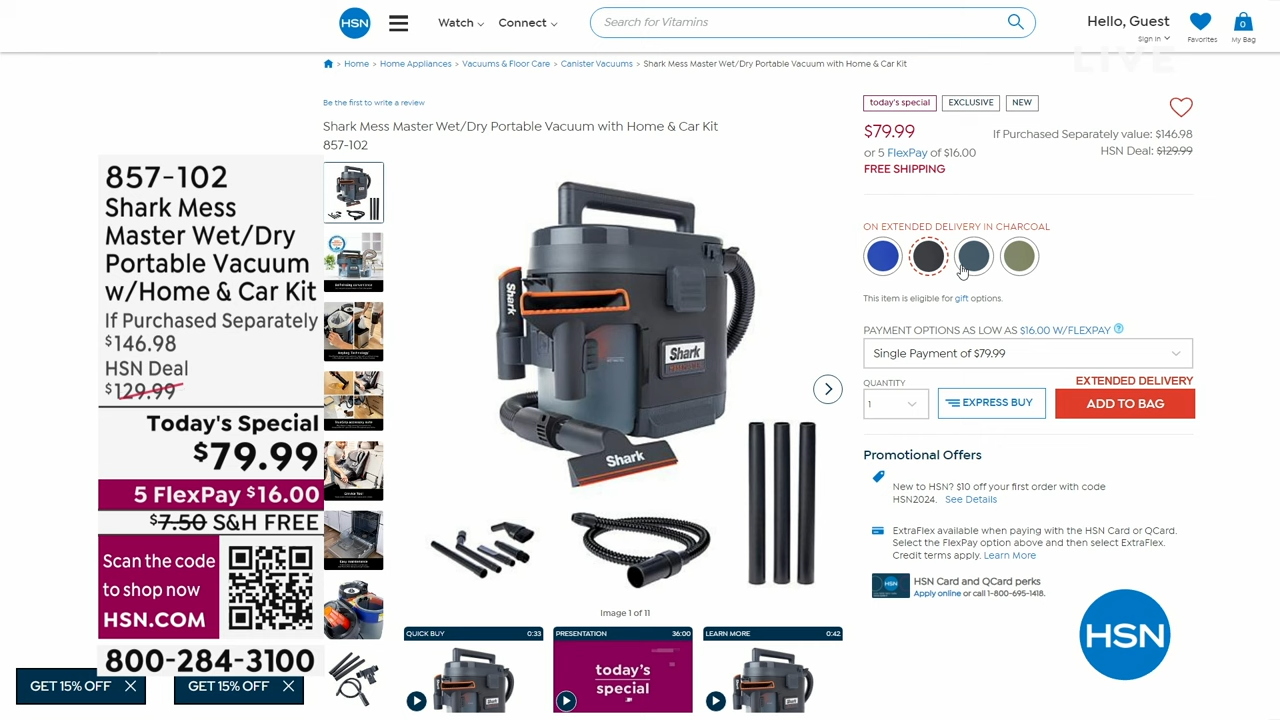 HSN
Watch
Connect
Search for Vitamins
Hello, Guest
Sign in
Favorites
0
My Bag
LIVE
> Home > Home Appliances > Vacuums & Floor Care > Canister Vacuums > Shark Mess Master Wet/Dry Portable Vacuum with Home & Car Kit
Be the first to write a review
Shark Mess Master Wet/Dry Portable Vacuum with Home & Car Kit
857-102
857-102
Shark Mess
Master Wet/Dry
Portable Vacuum
w/Home & Car Kit
If Purchased Separately
$146.98
HSN Deal
$129.99
Today's Special
$79.99
5 FlexPay $16.00
$7.50 S&H FREE
Scan the code
to shop now
HSN.COM
800-284-3100
GET 15% OFF
GET 15% OFF
Shark
Shark
Shark
Image 1 of 11
QUICK BUY 0:33
PRESENTATION 36:00
today's
special
LEARN MORE 0:42
today's special
EXCLUSIVE
NEW
$79.99
If Purchased Separately value: $146.98
or 5 FlexPay of $16.00
HSN Deal: $129.99
FREE SHIPPING
ON EXTENDED DELIVERY IN CHARCOAL
This item is eligible for gift options.
PAYMENT OPTIONS AS LOW AS $16.00 W/FLEXPAY ?
Single Payment of $79.99
QUANTITY
1
EXPRESS BUY
EXTENDED DELIVERY
ADD TO BAG
Promotional Offers
New to HSN? $10 off your first order with code
HSN2024. See Details
ExtraFlex available when paying with the HSN Card or QCard.
Select the FlexPay option above and then select ExtraFlex.
Credit terms apply. Learn More
HSN
HSN Card and QCard perks
Apply online or call 1-800-695-1418.
HSN